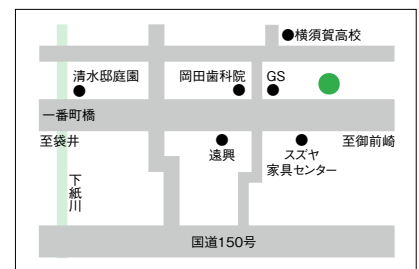 ●横須賀高校
清水邸庭園
岡田歯科院
GS
一番町橋
至袋井
遠興
スズヤ
家具センター
至御前崎
下紙川
国道150号